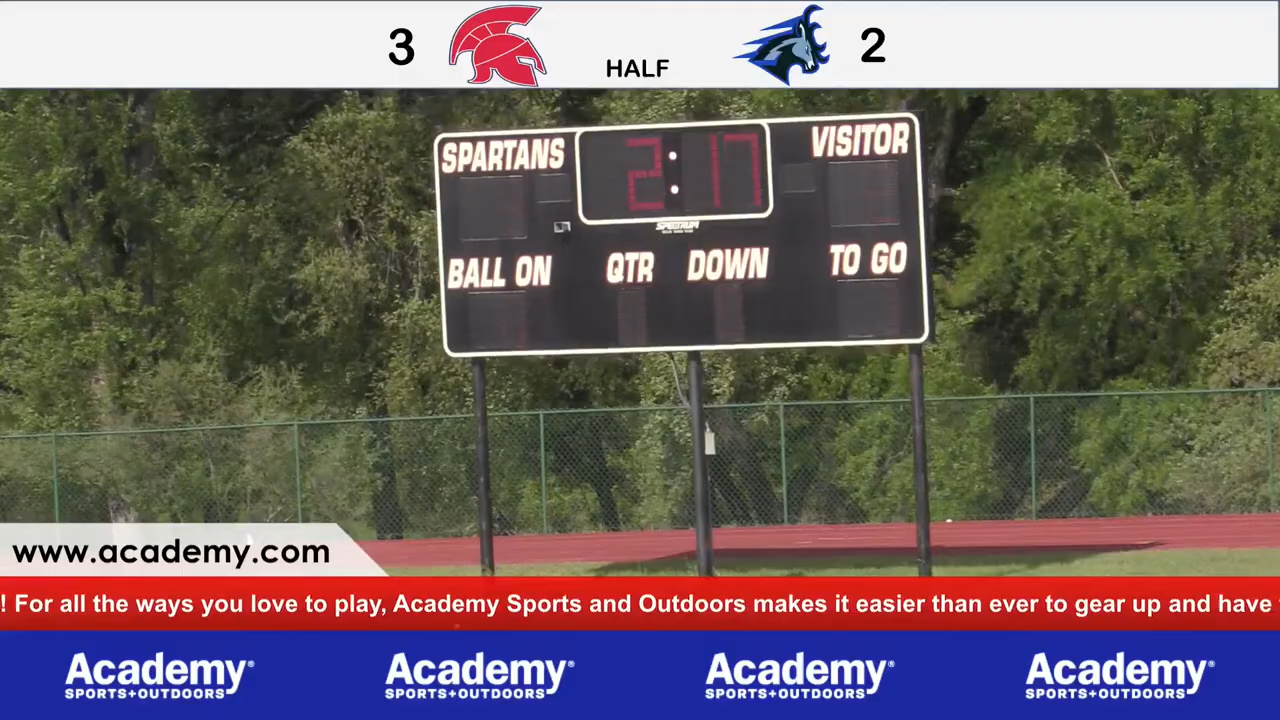 3 HALF 2
SPARTANS 2:17 VISITOR
SPECTRUM
BALL ON QTR DOWN TO GO
www.academy.com
! For all the ways you love to play, Academy Sports and Outdoors makes it easier than ever to gear up and have
Academy Academy Academy Academy
SPORTS+OUTDOORS SPORTS+OUTDOORS SPORTS+OUTDOORS SPORTS+OUTDOORS